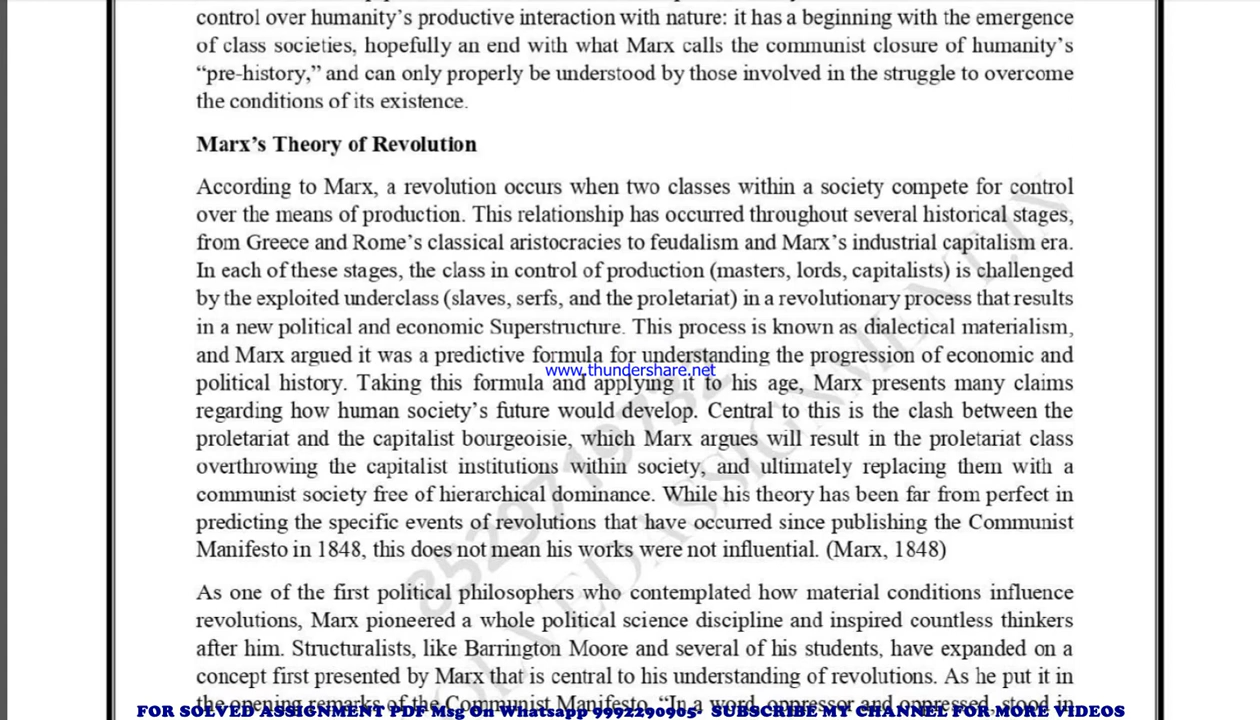 control over humanity's productive interaction with nature: it has a beginning with the emergence
of class societies, hopefully an end with what Marx calls the communist closure of humanity's
“pre-history,” and can only properly be understood by those involved in the struggle to overcome
the conditions of its existence.
Marx's Theory of Revolution
According to Marx, a revolution occurs when two classes within a society compete for control
over the means of production. This relationship has occurred throughout several historical stages,
from Greece and Rome's classical aristocracies to feudalism and Marx's industrial capitalism era.
In each of these stages, the class in control of production (masters, lords, capitalists) is challenged
by the exploited underclass (slaves, serfs, and the proletariat) in a revolutionary process that results
in a new political and economic Superstructure. This process is known as dialectical materialism,
and Marx argued it was a predictive formula for understanding the progression of economic and
www.thundershare.net
political history. Taking this formula and applying it to his age, Marx presents many claims
regarding how human society's future would develop. Central to this is the clash between the
proletariat and the capitalist bourgeoisie, which Marx argues will result in the proletariat class
overthrowing the capitalist institutions within society, and ultimately replacing them with a
communist society free of hierarchical dominance. While his theory has been far from perfect in
predicting the specific events of revolutions that have occurred since publishing the Communist
Manifesto in 1848, this does not mean his works were not influential. (Marx, 1848)
As one of the first political philosophers who contemplated how material conditions influence
revolutions, Marx pioneered a whole political science discipline and inspired countless thinkers
after him. Structuralists, like Barrington Moore and several of his students, have expanded on a
concept first presented by Marx that is central to his understanding of revolutions. As he put it in
the opening remarks of the Communist Manifesto, “In a word, oppressor and oppressed, stood in
FOR SOLVED ASSIGNMENT PDF Msg On Whatsapp 9992290905- SUBSCRIBE MY CHANNEL FOR MORE VIDEOS